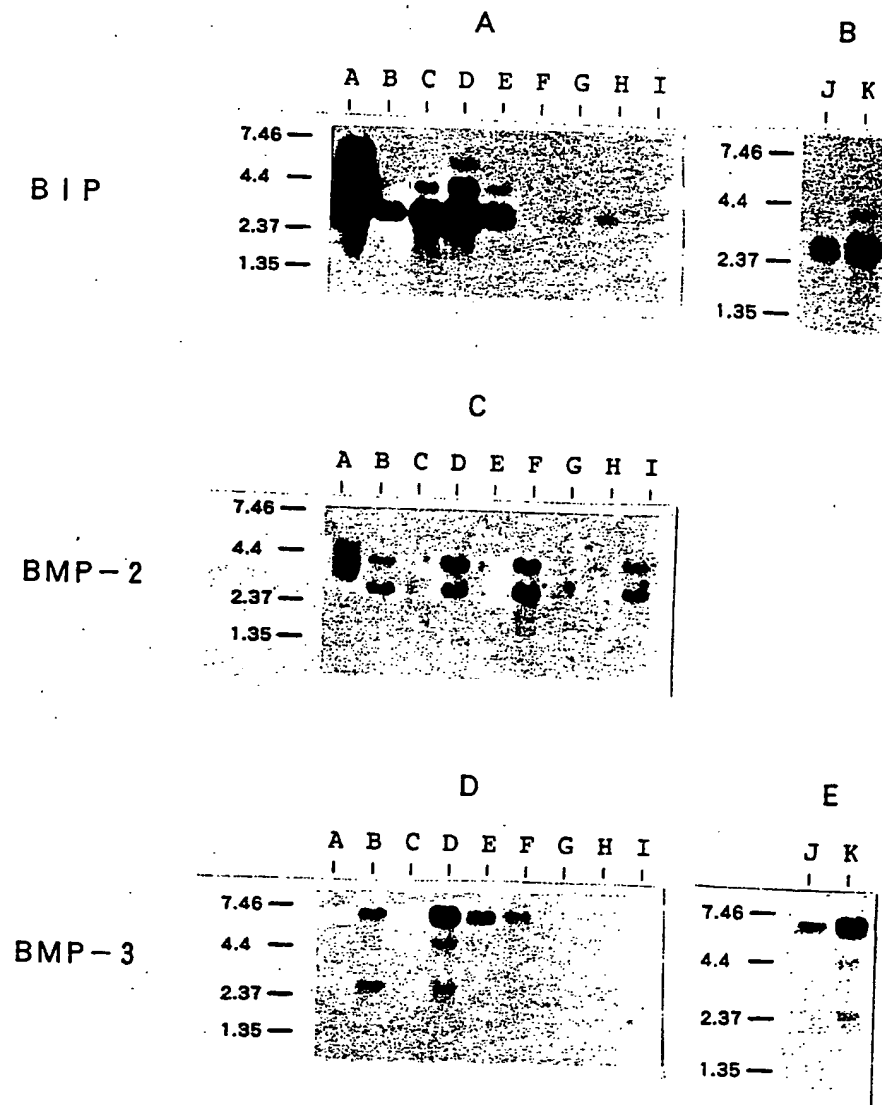 A
B
A B C D E F G H I
J K
7.46
4.4
2.37
1.35
BIP
7.46
4.4
2.37
1.35
C
A B C D E F G H I
7.46
4.4
2.37
1.35
BMP-2
D
E
A B C D E F G H I
J K
7.46
4.4
2.37
1.35
BMP-3
7.46
4.4
2.37
1.35